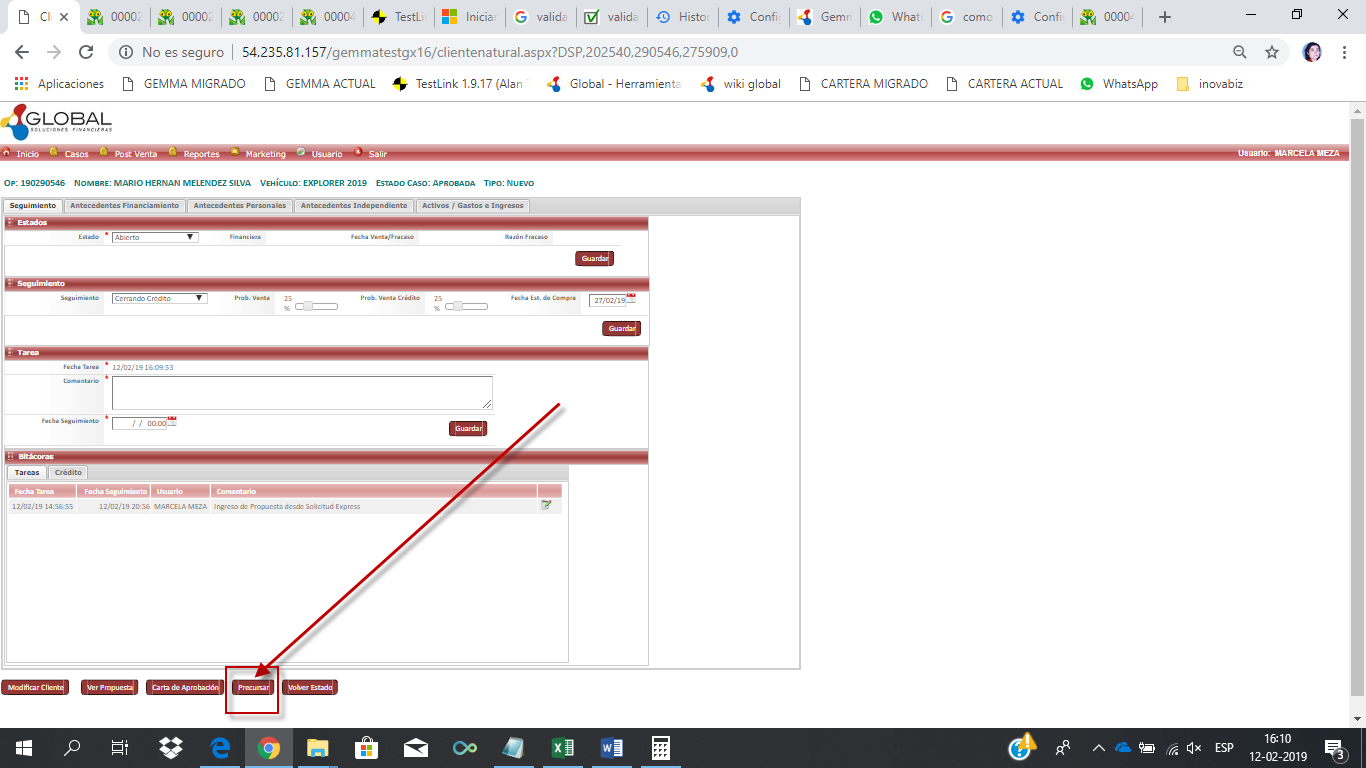 Cli
00002
00002
00002
00004
TestLin
Iniciar
valida
valida
Histor
Config
Gemm
Whats
como
Config
00004
No es seguro | 54.235.81.157/gemmatestgx16/clientenatural.aspx?DSP,202540,290546,275909,0
Aplicaciones GEMMA MIGRADO GEMMA ACTUAL TestLink 1.9.17 (Alan Global - Herramienta wiki global CARTERA MIGRADO CARTERA ACTUAL WhatsApp inovabiz
GLOBAL
SOLUCIONES FINANCIERAS
Inicio Casos Post Venta Reportes Marketing Usuario Salir Usuario: MARCELA MEZA
OP: 190290546 NOMBRE: MARIO HERNAN MELENDEZ SILVA VEHÍCULO: EXPLORER 2019 ESTADO CASO: APROBADA TIPO: NUEVO
Seguimiento Antecedentes Financiamiento Antecedentes Personales Antecedentes Independiente Activos / Gastos e Ingresos
Estados
Estado * Abierto Financiera Fecha Venta/Fracaso Razón Fracaso
Guardar
Seguimiento
Seguimiento Cerrando Crédito Prob. Venta 25 % Prob. Venta Crédito 25 % Fecha Est. de Compra 27/02/19
Guardar
Tarea
Fecha Tarea * 12/02/19 16:09:53
Comentario *
Fecha Seguimiento * / / 00:00
Guardar
Bitácoras
Tareas Crédito
Fecha Tarea Fecha Seguimiento Usuario Comentario
12/02/19 14:56:55 12/02/19 20:56 MARCELA MEZA Ingreso de Propuesta desde Solicitud Express
Modificar Cliente Ver Propuesta Carta de Aprobación Precursar Volver Estado
ESP
16:10
12-02-2019
3